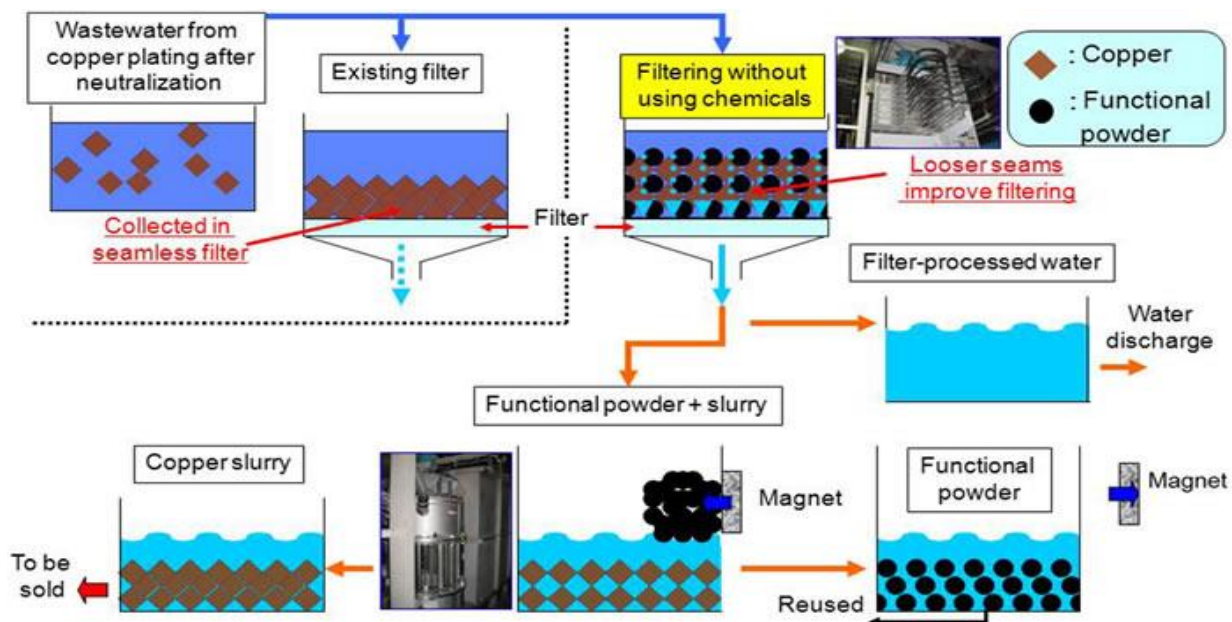 Wastewater from
copper plating after
neutralization
Existing filter
Filtering without
using chemicals
: Copper
: Functional
powder
Looser seams
improve filtering
Collected in
seamless filter
Filter
Filter-processed water
Water
discharge
Functional powder + slurry
Copper slurry
Magnet
Functional
powder
Magnet
To be
sold
Reused